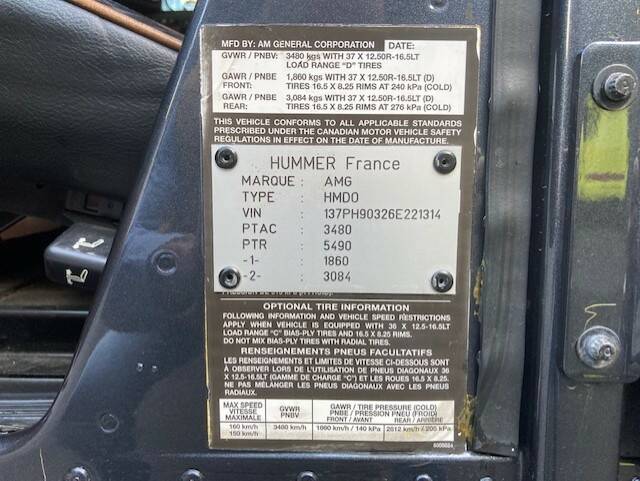 MFD BY: AM GENERAL CORPORATION DATE:
GVWR / PNBV: 3480 kgs WITH 37 X 12.50R-16.5LT
LOAD RANGE "D" TIRES
GAWR / PNBE 1,860 kgs WITH 37 X 12.50R-16.5LT (D)
FRONT: TIRES 16.5 X 8.25 RIMS AT 240 kPa (COLD)
GAWR / PNBE 3,084 kgs WITH 37 X 12.50R-16.5LT (D)
REAR: TIRES 16.5 X 8.25 RIMS AT 276 kPa (COLD)
THIS VEHICLE CONFORMS TO ALL APPLICABLE STANDARDS
PRESCRIBED UNDER THE CANADIAN MOTOR VEHICLE SAFETY
REGULATIONS IN EFFECT ON THE DATE OF MANUFACTURE.
HUMMER France
MARQUE : AMG
TYPE : HMDO
VIN : 137PH90326E221314
PTAC : 3480
PTR : 5490
-1- : 1860
-2- : 3084
OPTIONAL TIRE INFORMATION
FOLLOWING INFORMATION AND VEHICLE SPEED RESTRICTIONS
APPLY WHEN VEHICLE IS EQUIPPED WITH 36 X 12.5-16.5LT
LOAD RANGE "C" BIAS-PLY TIRES AND 16.5 X 8.25 RIMS.
DO NOT MIX BIAS-PLY TIRES WITH RADIAL TIRES.
RENSEIGNEMENTS PNEUS FACULTATIFS
LES RENSEIGNEMENTS ET LIMITES DE VITESSE CI-DESSOUS SONT
À OBSERVER LORS DE L'UTILISATION DE PNEUS DIAGONAUX 36
X 12.5-16.5LT (GAMME DE CHARGE "C") ET LES ROUES 16.5 X 8.25.
NE PAS MÉLANGER LES PNEUS DIAGONAUX AVEC LES PNEUS
RADIAUX.
MAX SPEED GVWR GAWR / TIRE PRESSURE (COLD)
VITESSE PNBV PNBE / PRESSION PNEU (FROID)
MAXIMALE FRONT / AVANT REAR / ARRIÈRE
160 km/h 3480 km/h 1860 km/h / 140 kPa 2812 km/h / 205 kPa
150 km/h